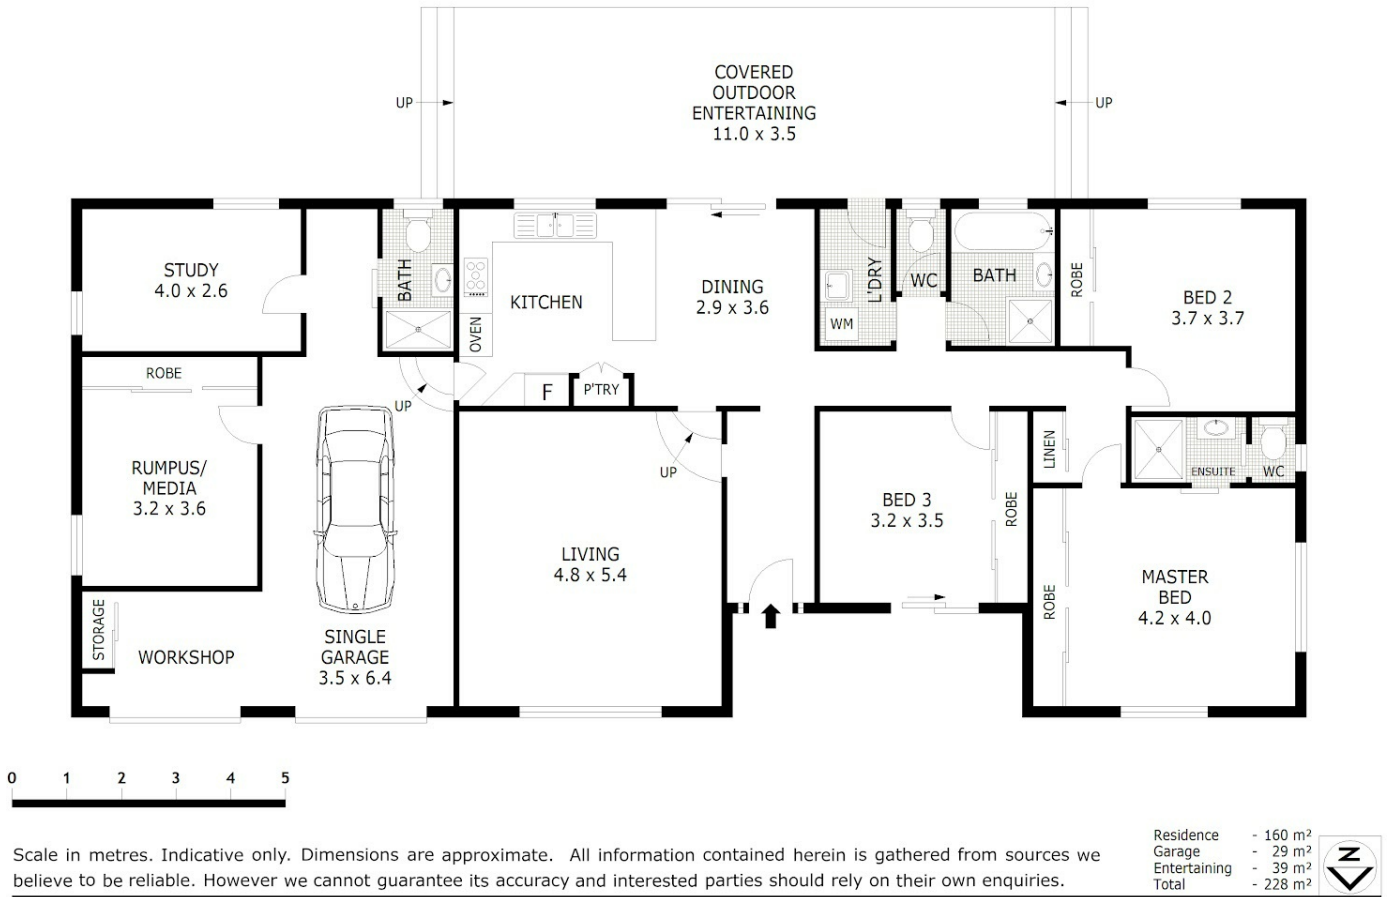 COVERED
OUTDOOR
ENTERTAINING
11.0 x 3.5
UP
UP
STUDY
4.0 x 2.6
BATH
KITCHEN
OVEN
F
P'TRY
DINING
2.9 x 3.6
L'DRY
WM
WC
BATH
ROBE
BED 2
3.7 x 3.7
ROBE
UP
RUMPUS/
MEDIA
3.2 x 3.6
UP
LIVING
4.8 x 5.4
BED 3
3.2 x 3.5
ROBE
LINEN
ENSUITE
WC
MASTER
BED
4.2 x 4.0
ROBE
STORAGE
WORKSHOP
SINGLE
GARAGE
3.5 x 6.4
0 1 2 3 4 5
Scale in metres. Indicative only. Dimensions are approximate. All information contained herein is gathered from sources we
believe to be reliable. However we cannot guarantee its accuracy and interested parties should rely on their own enquiries.
Residence - 160 m²
Garage - 29 m²
Entertaining - 39 m²
Total - 228 m²
N